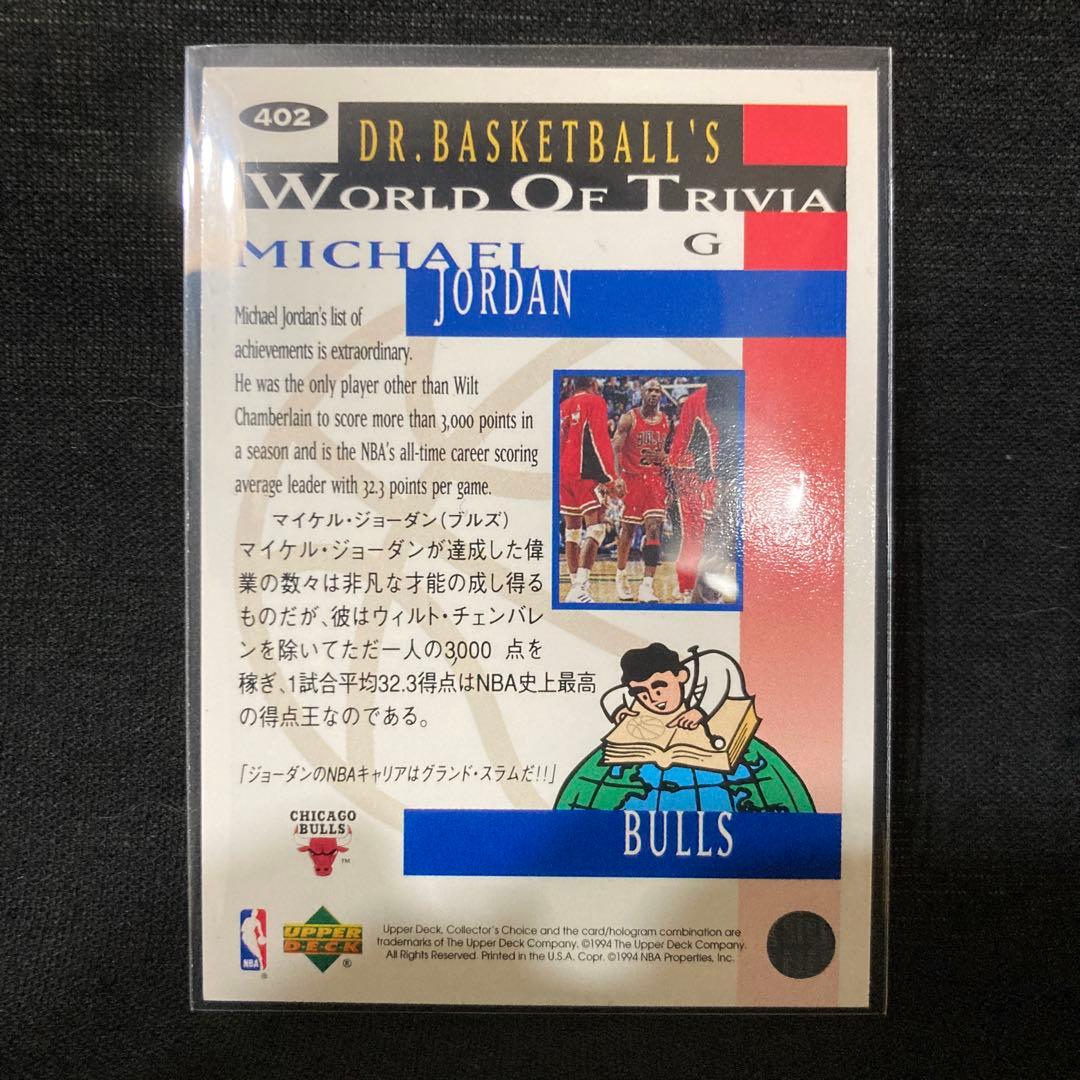 402
DR.BASKETBALL'S
WORLD OF TRIVIA
MICHAEL G
JORDAN
Michael Jordan's list of
achievements is extraordinary.
He was the only player other than Wilt
Chamberlain to score more than 3,000 points in
a season and is the NBA's all-time career scoring
average leader with 32.3 points per game.
マイケル・ジョーダン(ブルズ)
マイケル・ジョーダンが達成した偉
業の数々は非凡な才能の成し得る
ものだが、彼はウィルト・チェンバレ
ンを除いてただ一人の3,000 点を
稼ぎ、1試合平均32.3得点はNBA史上最高
の得点王なのである。
「ジョーダンのNBAキャリアはグランド・スラムだ!!」
CHICAGO
BULLS
™
BULLS
NBA
®
UPPER
DECK
®
Upper Deck, Collector's Choice and the card/hologram combination are
trademarks of The Upper Deck Company. ©1994 The Upper Deck Company.
All Rights Reserved. Printed in the U.S.A. Copr. ©1994 NBA Properties, Inc.